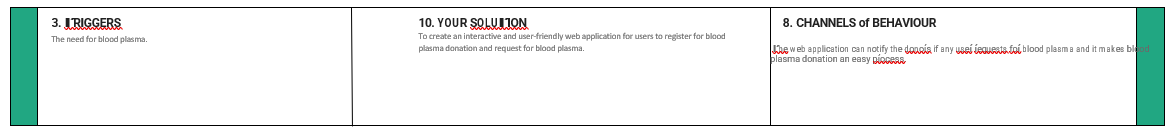 3. TRIGGERS
The need for blood plasma.
10. YOUR SOLUTION
To create an interactive and user-friendly web application for users to register for blood
plasma donation and request for blood plasma.
8. CHANNELS of BEHAVIOUR
The web application can notify the donors if any user requests for blood plasma and it makes blood
plasma donation an easy process.